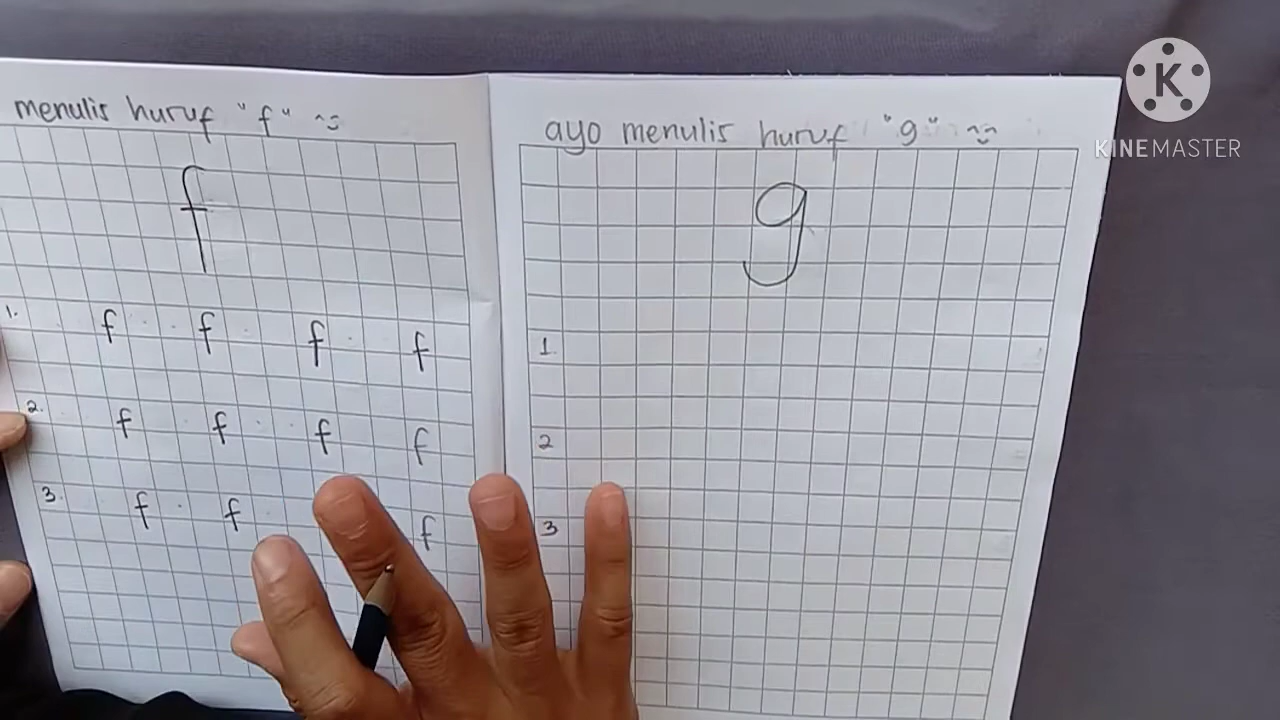 menulis huruf "f"
f
1. f f f f
2. f f f f
3. f f f
ayo menulis huruf "g"
g
1.
2
3
K
KINEMASTER